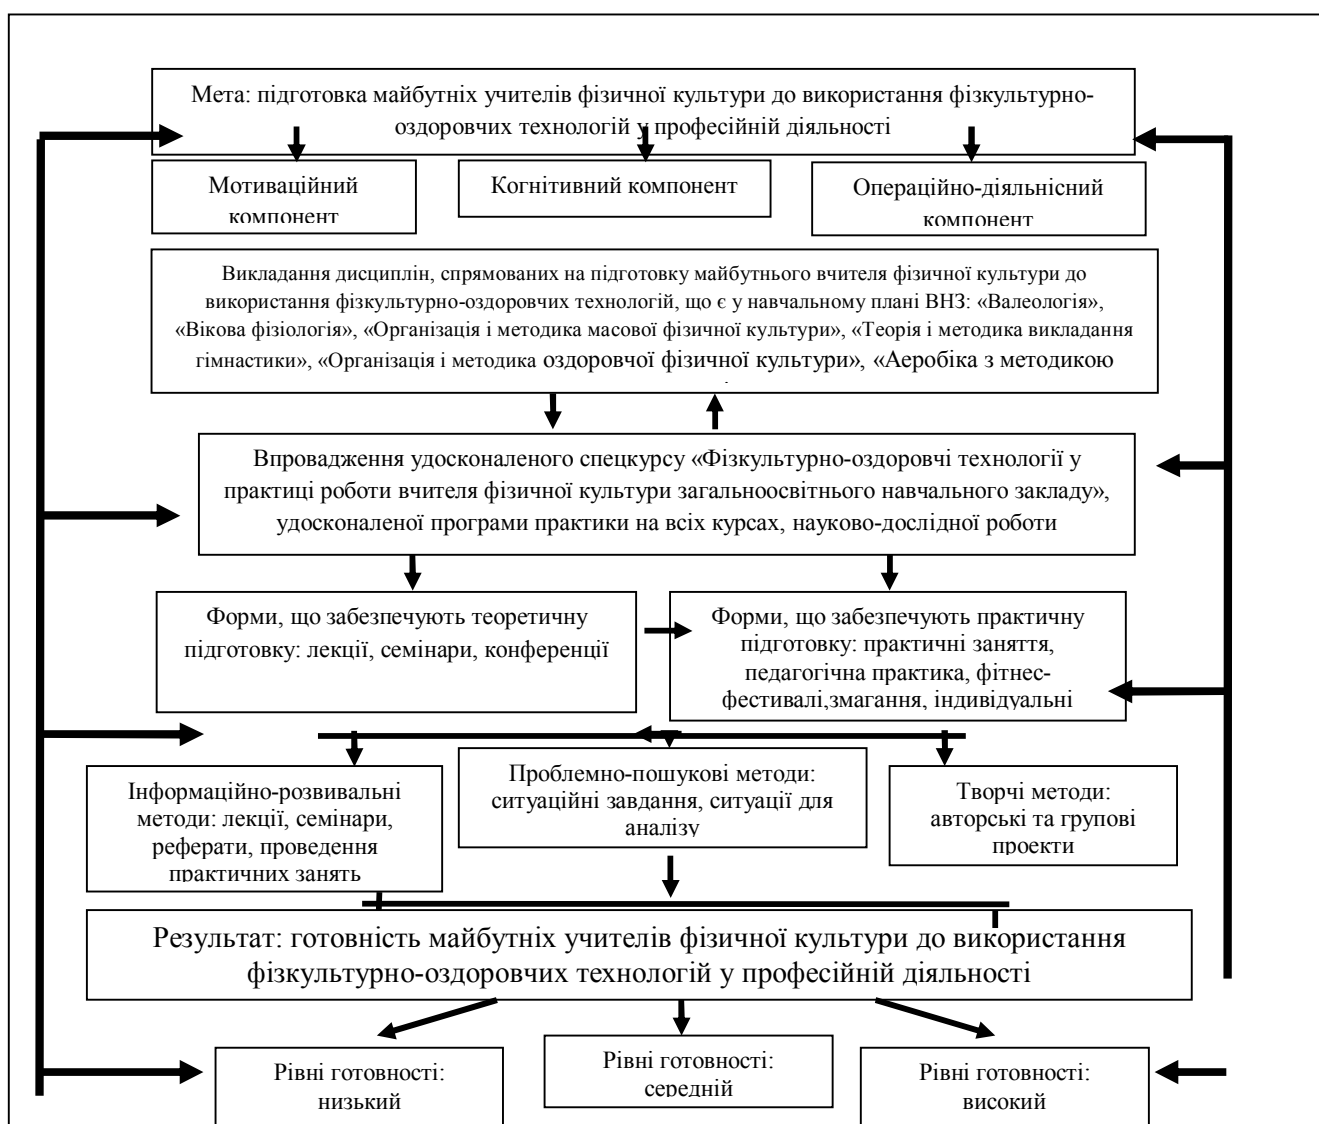 Мета: підготовка майбутніх учителів фізичної культури до використання фізкультурно-
оздоровчих технологій у професійній діяльності
Мотиваційний
компонент
Когнітивний компонент
Операційно-діяльнісний
компонент
Викладання дисциплін, спрямованих на підготовку майбутнього вчителя фізичної культури до
використання фізкультурно-оздоровчих технологій, що є у навчальному плані ВНЗ: «Валеологія»,
«Вікова фізіологія», «Організація і методика масової фізичної культури», «Теорія і методика викладання
гімнастики», «Організація і методика оздоровчої фізичної культури», «Аеробіка з методикою
Впровадження удосконаленого спецкурсу «Фізкультурно-оздоровчі технології у
практиці роботи вчителя фізичної культури загальноосвітнього навчального закладу»,
удосконаленої програми практики на всіх курсах, науково-дослідної роботи
Форми, що забезпечують теоретичну
підготовку: лекції, семінари, конференції
Форми, що забезпечують практичну
підготовку: практичні заняття,
педагогічна практика, фітнес-
фестивалі,змагання, індивідуальні
Інформаційно-розвивальні
методи: лекції, семінари,
реферати, проведення
практичних занять
Проблемно-пошукові методи:
ситуаційні завдання, ситуації для
аналізу
Творчі методи:
авторські та групові
проекти
Результат: готовність майбутніх учителів фізичної культури до використання
фізкультурно-оздоровчих технологій у професійній діяльності
Рівні готовності:
низький
Рівні готовності:
середній
Рівні готовності:
високий